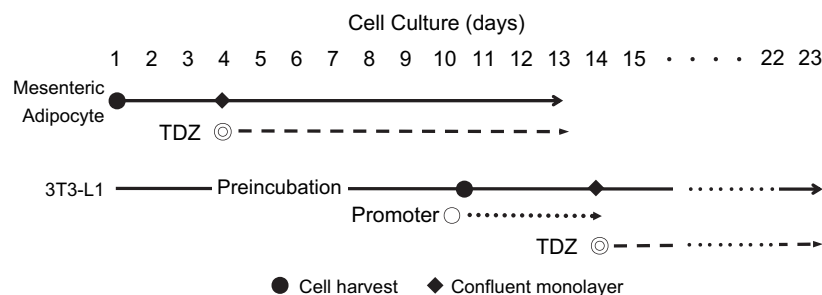 Cell Culture (days)
1 2 3 4 5 6 7 8 9 10 11 12 13 14 15 . . . . 22 23
Mesenteric
Adipocyte
TDZ
3T3-L1 Preincubation
Promoter
TDZ
Cell harvest Confluent monolayer